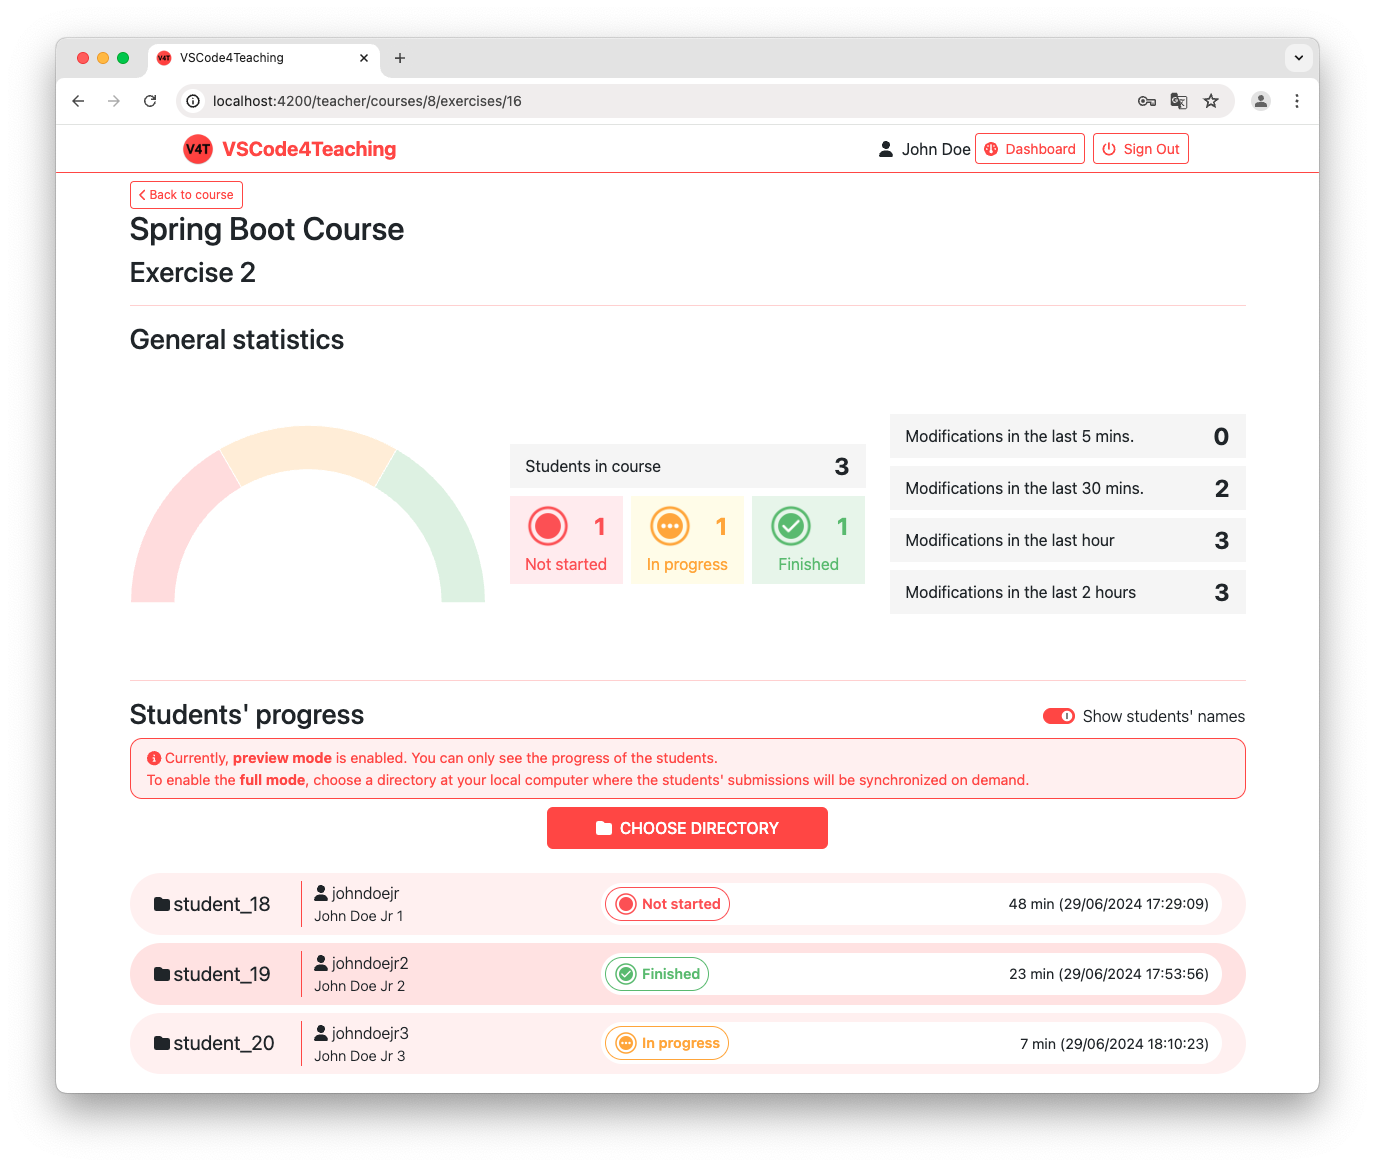 VSCode4Teaching
localhost:4200/teacher/courses/8/exercises/16
V4T VSCode4Teaching
John Doe Dashboard Sign Out
Back to course
Spring Boot Course
Exercise 2
General statistics
Students in course 3
1 Not started
1 In progress
1 Finished
Modifications in the last 5 mins. 0
Modifications in the last 30 mins. 2
Modifications in the last hour 3
Modifications in the last 2 hours 3
Students' progress
Show students' names
Currently, preview mode is enabled. You can only see the progress of the students.
To enable the full mode, choose a directory at your local computer where the students' submissions will be synchronized on demand.
CHOOSE DIRECTORY
student_18
johndoejr
John Doe Jr 1
Not started
48 min (29/06/2024 17:29:09)
student_19
johndoejr2
John Doe Jr 2
Finished
23 min (29/06/2024 17:53:56)
student_20
johndoejr3
John Doe Jr 3
In progress
7 min (29/06/2024 18:10:23)